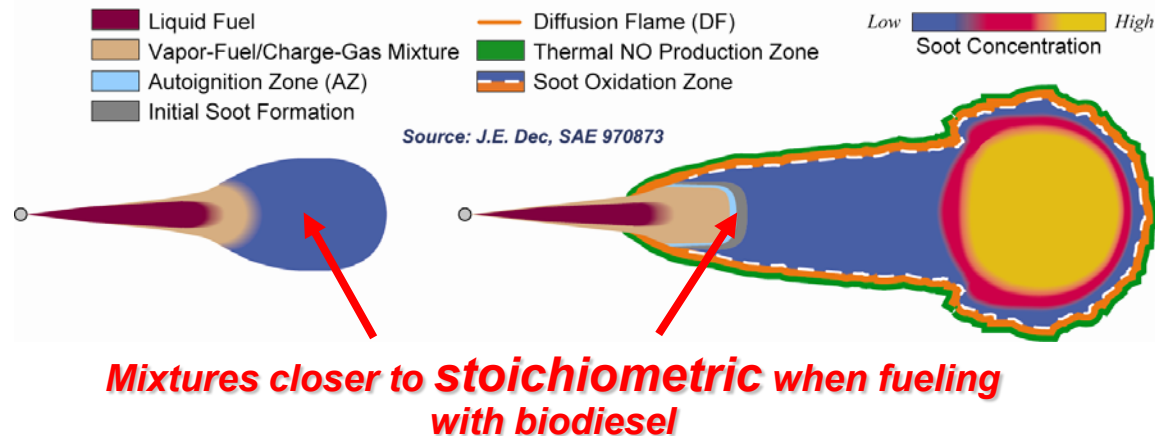 Liquid Fuel
Vapor-Fuel/Charge-Gas Mixture
Autoignition Zone (AZ)
Initial Soot Formation
Diffusion Flame (DF)
Thermal NO Production Zone
Soot Oxidation Zone
Low High
Soot Concentration
Source: J.E. Dec, SAE 970873
Mixtures closer to stoichiometric when fueling
with biodiesel